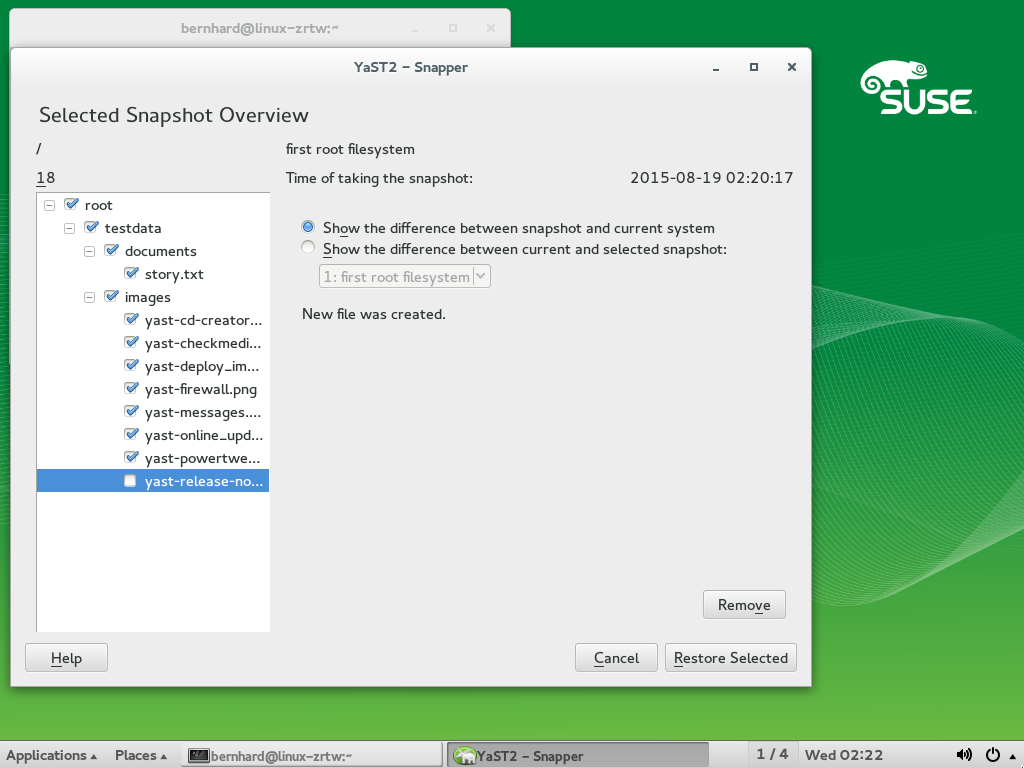 bernhard@linux-zrtw:~
YaST2 - Snapper
SUSE
Selected Snapshot Overview
/
first root filesystem
18
Time of taking the snapshot:
2015-08-19 02:20:17
root
testdata
documents
story.txt
images
yast-cd-creator...
yast-checkmedi...
yast-deploy_im...
yast-firewall.png
yast-messages....
yast-online_upd...
yast-powertwe...
yast-release-no...
Show the difference between snapshot and current system
Show the difference between current and selected snapshot:
1: first root filesystem
New file was created.
Remove
Help
Cancel
Restore Selected
Applications
Places
bernhard@linux-zrtw:~
YaST2 - Snapper
1 / 4
Wed 02:22